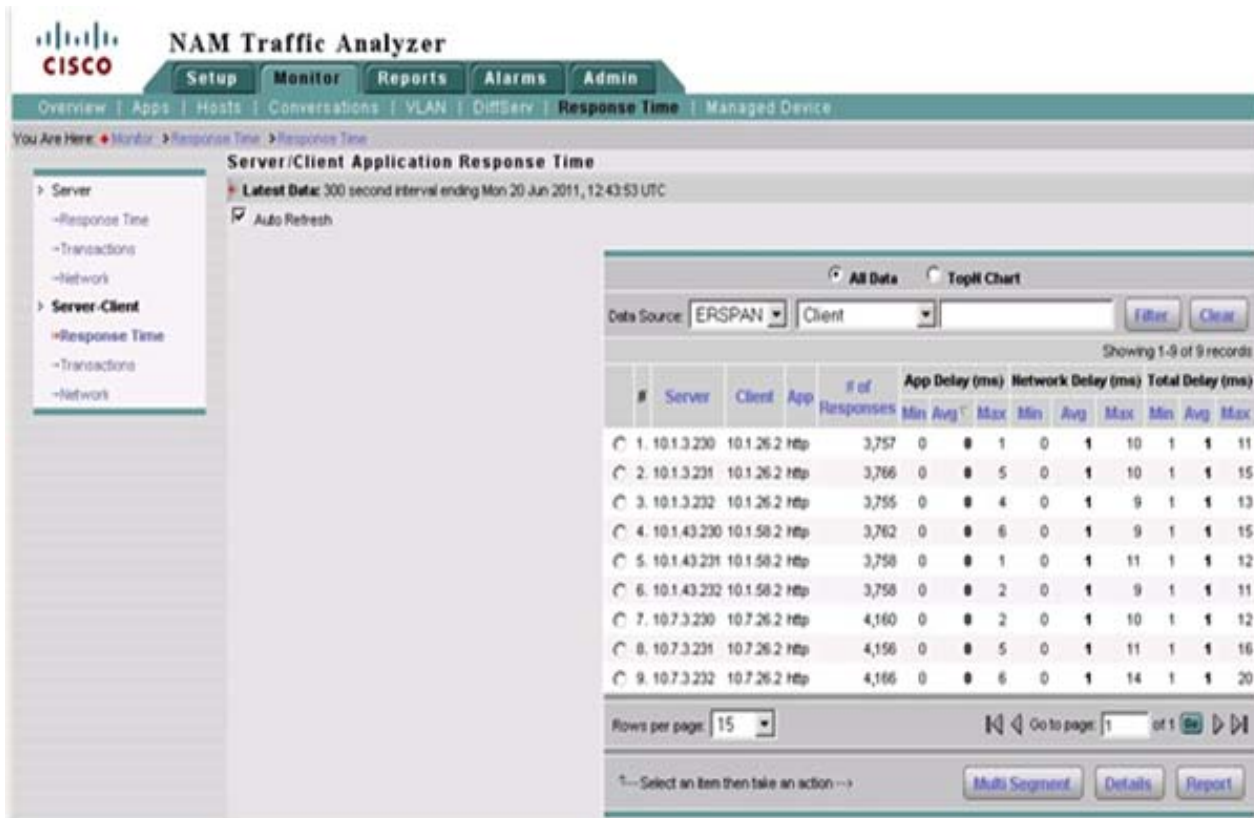 CISCO
NAM Traffic Analyzer
Setup Monitor Reports Alarms Admin
Overview | Apps | Hosts | Conversations | VLAN | DiffServ | Response Time | Managed Device
You Are Here: Monitor > Response Time > Response Time
> Server
Response Time
Transactions
Network
> Server-Client
Response Time
Transactions
Network
Server/Client Application Response Time
Latest Data: 300 second interval ending Mon 20 Jun 2011, 12:43:53 UTC
Auto Refresh
All Data TopN Chart
Data Source: ERSPAN Client Filter Clear
Showing 1-9 of 9 records
# Server Client App # of Responses App Delay (ms) Network Delay (ms) Total Delay (ms)
Min Avg Max Min Avg Max Min Avg Max
1. 10.1.3.230 10.1.26.2 http 3,757 0 0 1 0 1 10 1 1 11
2. 10.1.3.231 10.1.26.2 http 3,766 0 0 5 0 1 10 1 1 15
3. 10.1.3.232 10.1.26.2 http 3,755 0 0 4 0 1 9 1 1 13
4. 10.1.43.230 10.1.58.2 http 3,762 0 0 6 0 1 9 1 1 15
5. 10.1.43.231 10.1.58.2 http 3,758 0 0 1 0 1 11 1 1 12
6. 10.1.43.232 10.1.58.2 http 3,758 0 0 2 0 1 9 1 1 11
7. 10.7.3.230 10.7.26.2 http 4,160 0 0 2 0 1 10 1 1 12
8. 10.7.3.231 10.7.26.2 http 4,156 0 0 5 0 1 11 1 1 16
9. 10.7.3.232 10.7.26.2 http 4,166 0 0 6 0 1 14 1 1 20
Rows per page: 15 Go to page: 1 of 1 Go
Select an item then take an action --> Multi Segment Details Report